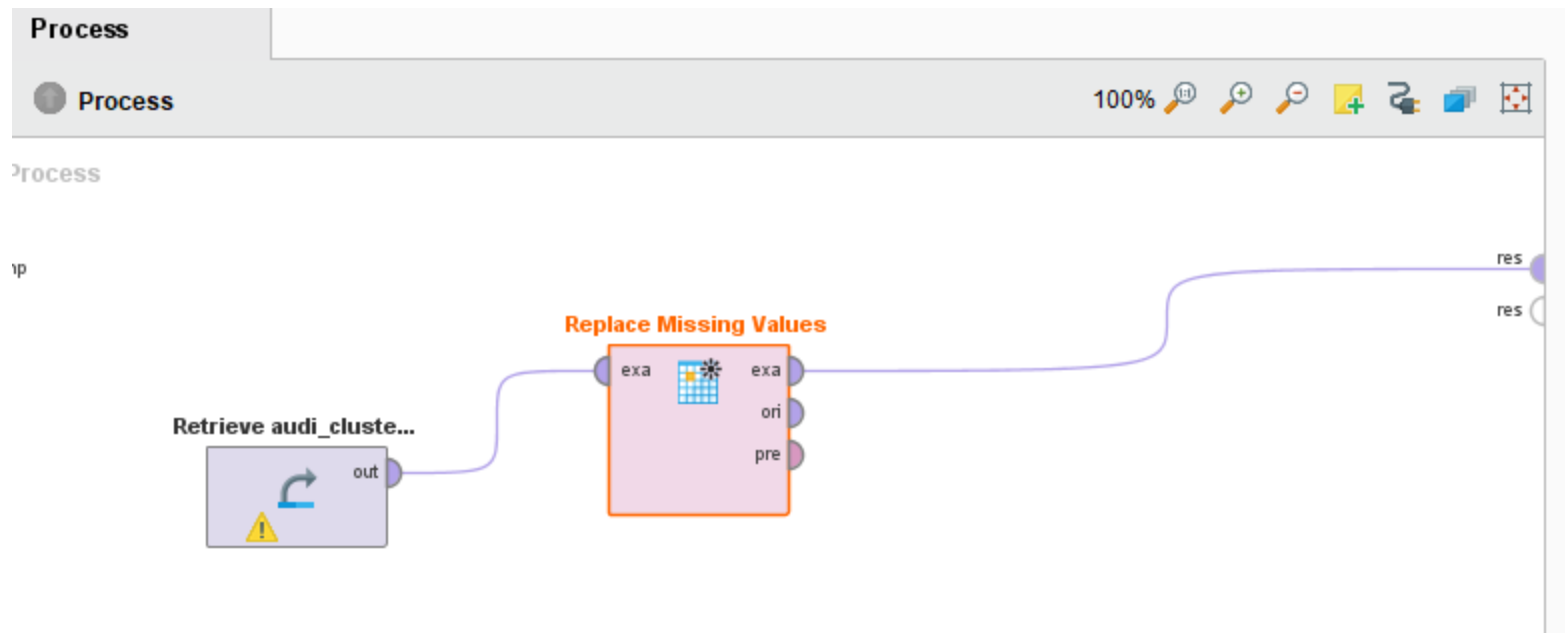 Process
Process
100%
Process
res
res
Replace Missing Values
exa
exa
ori
pre
Retrieve audi_cluste...
out